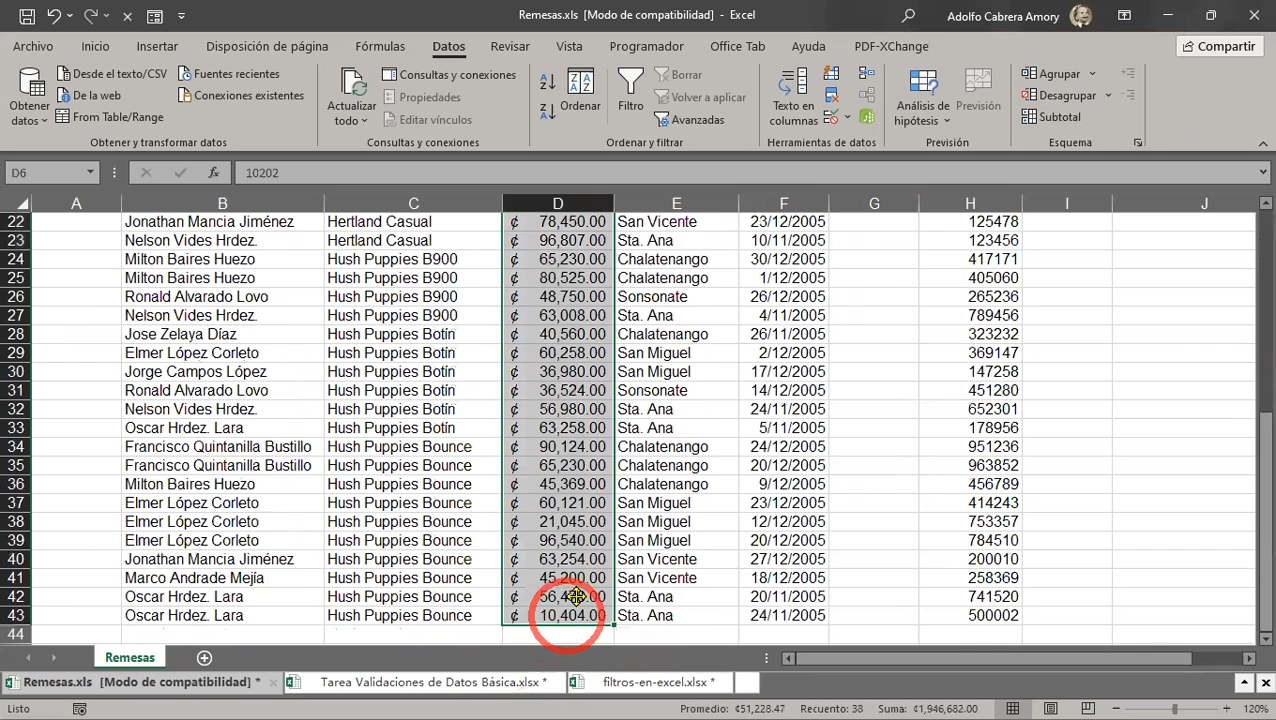 Remesas.xls [Modo de compatibilidad] - Excel
Adolfo Cabrera Amory
Archivo Inicio Insertar Disposición de página Fórmulas Datos Revisar Vista Programador Office Tab Ayuda PDF-XChange Compartir
Obtener datos
Desde el texto/CSV
De la web
From Table/Range
Fuentes recientes
Conexiones existentes
Obtener y transformar datos
Actualizar todo
Consultas y conexiones
Propiedades
Editar vínculos
Consultas y conexiones
Ordenar
Filtro
Borrar
Volver a aplicar
Avanzadas
Ordenar y filtrar
Texto en columnas
Herramientas de datos
Análisis de hipótesis
Previsión
Previsión
Agrupar
Desagrupar
Subtotal
Esquema
D6 fx 10202
A B C D E F G H I J
22 Jonathan Mancia Jiménez Hertland Casual ₡ 78,450.00 San Vicente 23/12/2005 125478
23 Nelson Vides Hrdez. Hertland Casual ₡ 96,807.00 Sta. Ana 10/11/2005 123456
24 Milton Baires Huezo Hush Puppies B900 ₡ 65,230.00 Chalatenango 30/12/2005 417171
25 Milton Baires Huezo Hush Puppies B900 ₡ 80,525.00 Chalatenango 1/12/2005 405060
26 Ronald Alvarado Lovo Hush Puppies B900 ₡ 48,750.00 Sonsonate 26/12/2005 265236
27 Nelson Vides Hrdez. Hush Puppies B900 ₡ 63,008.00 Sta. Ana 4/11/2005 789456
28 Jose Zelaya Díaz Hush Puppies Botín ₡ 40,560.00 Chalatenango 26/11/2005 323232
29 Elmer López Corleto Hush Puppies Botín ₡ 60,258.00 San Miguel 2/12/2005 369147
30 Jorge Campos López Hush Puppies Botín ₡ 36,980.00 San Miguel 17/12/2005 147258
31 Ronald Alvarado Lovo Hush Puppies Botín ₡ 36,524.00 Sonsonate 14/12/2005 451280
32 Nelson Vides Hrdez. Hush Puppies Botín ₡ 56,980.00 Sta. Ana 24/11/2005 652301
33 Oscar Hrdez. Lara Hush Puppies Botín ₡ 63,258.00 Sta. Ana 5/11/2005 178956
34 Francisco Quintanilla Bustillo Hush Puppies Bounce ₡ 90,124.00 Chalatenango 24/12/2005 951236
35 Francisco Quintanilla Bustillo Hush Puppies Bounce ₡ 65,230.00 Chalatenango 20/12/2005 963852
36 Milton Baires Huezo Hush Puppies Bounce ₡ 45,369.00 Chalatenango 9/12/2005 456789
37 Elmer López Corleto Hush Puppies Bounce ₡ 60,121.00 San Miguel 23/12/2005 414243
38 Elmer López Corleto Hush Puppies Bounce ₡ 21,045.00 San Miguel 12/12/2005 753357
39 Elmer López Corleto Hush Puppies Bounce ₡ 96,540.00 San Miguel 20/12/2005 784510
40 Jonathan Mancia Jiménez Hush Puppies Bounce ₡ 63,254.00 San Vicente 27/12/2005 200010
41 Marco Andrade Mejía Hush Puppies Bounce ₡ 45,200.00 San Vicente 18/12/2005 258369
42 Oscar Hrdez. Lara Hush Puppies Bounce ₡ Sta. Ana 20/11/2005 741520
43 Oscar Hrdez. Lara Hush Puppies Bounce ₡ 10,404.00 Sta. Ana 24/11/2005 500002
44
Remesas
Remesas.xls [Modo de compatibilidad] * Tarea Validaciones de Datos Básica.xlsx * filtros-en-excel.xlsx *
Listo Promedio: ₡51,228.47 Recuento: 38 Suma: ₡1,946,682.00 120%